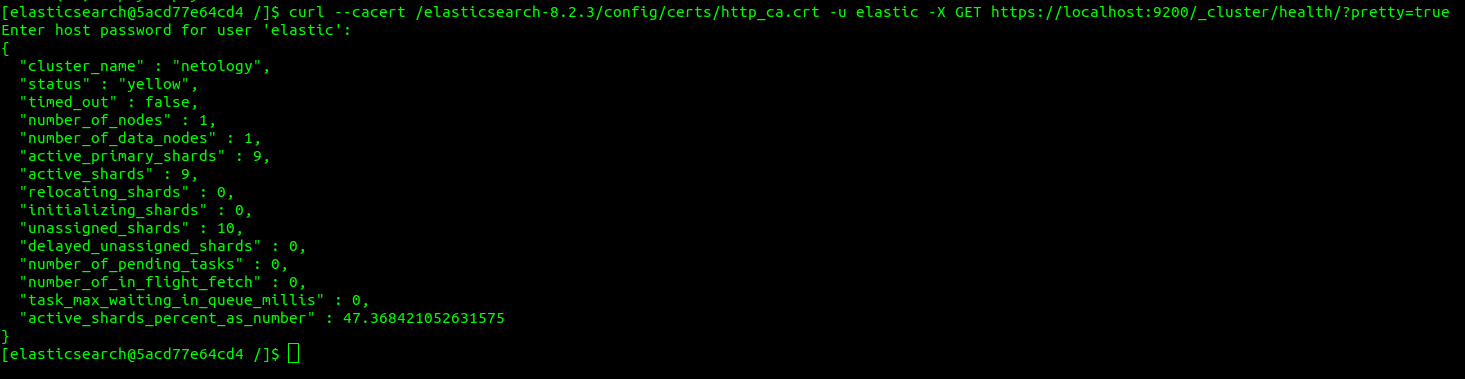 [elasticsearch@5acd77e64cd4 /]$ curl --cacert /elasticsearch-8.2.3/config/certs/http_ca.crt -u elastic -X GET https://localhost:9200/_cluster/health/?pretty=true
Enter host password for user 'elastic':
{
  "cluster_name" : "netology",
  "status" : "yellow",
  "timed_out" : false,
  "number_of_nodes" : 1,
  "number_of_data_nodes" : 1,
  "active_primary_shards" : 9,
  "active_shards" : 9,
  "relocating_shards" : 0,
  "initializing_shards" : 0,
  "unassigned_shards" : 10,
  "delayed_unassigned_shards" : 0,
  "number_of_pending_tasks" : 0,
  "number_of_in_flight_fetch" : 0,
  "task_max_waiting_in_queue_millis" : 0,
  "active_shards_percent_as_number" : 47.368421052631575
}
[elasticsearch@5acd77e64cd4 /]$